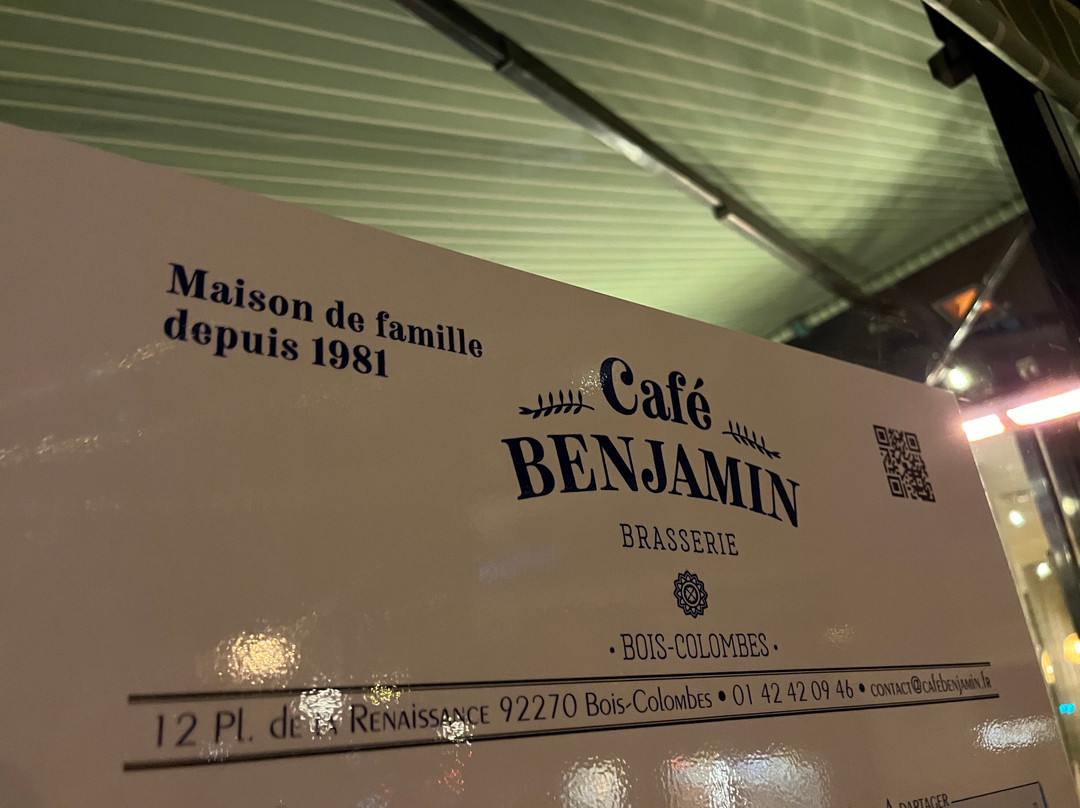 Maison de famille
depuis 1981
Café
BENJAMIN
BRASSERIE
• BOIS-COLOMBES •
12 Pl. de la Renaissance 92270 Bois-Colombes • 01 42 42 09 46 • contact@cafebenjamin.fr
A PARTAGER